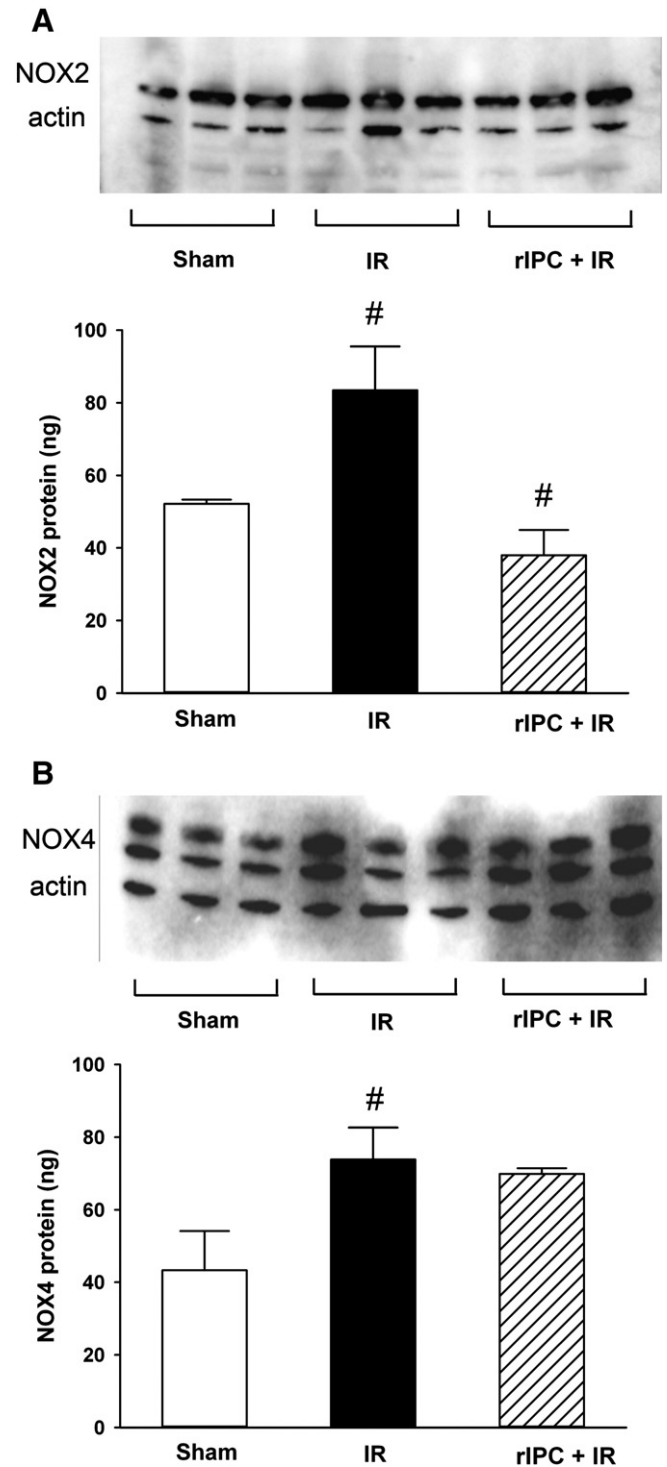 A
NOX2
actin
Sham IR rIPC + IR
#
#
NOX2 protein (ng)
100
80
60
40
20
0
Sham IR rIPC + IR
B
NOX4
actin
Sham IR rIPC + IR
#
NOX4 protein (ng)
100
80
60
40
20
0
Sham IR rIPC + IR